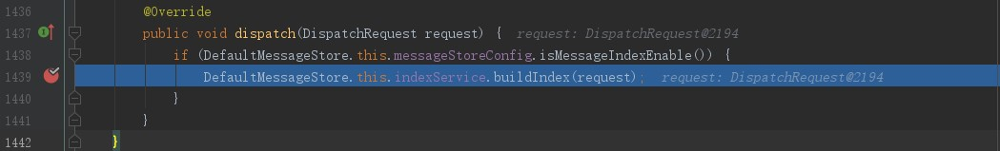 1436 @Override
1437 public void dispatch(DispatchRequest request) { request: DispatchRequest@2194
1438 if (DefaultMessageStore.this.messageStoreConfig.isMessageIndexEnable()) {
1439 DefaultMessageStore.this.indexService.buildIndex(request); request: DispatchRequest@2194
1440 }
1441 }
1442 }